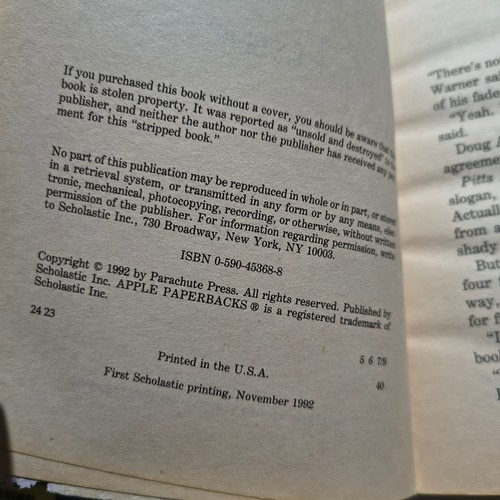 If you purchased this book without a cover, you should be aware that
book is stolen property. It was reported as "unsold and destroyed" to
publisher, and neither the author nor the publisher has received any
ment for this "stripped book."
No part of this publication may be reproduced in whole or in part, or stored
in a retrieval system, or transmitted in any form or by any means, elec-
tronic, mechanical, photocopying, recording, or otherwise, without written
permission of the publisher. For information regarding permission, write
to Scholastic Inc., 730 Broadway, New York, NY 10003.
ISBN 0-590-45368-8
Copyright © 1992 by Parachute Press. All rights reserved. Published by
Scholastic Inc. APPLE PAPERBACKS ® is a registered trademark of
Scholastic Inc.
24 23
5 6 7/9
Printed in the U.S.A.
40
First Scholastic printing, November 1992
"There's no
Warner sa
of his fade
"Yeah.
said.
Doug A
agreeme
Pitts
slogan,
Actuall
from a
shady
But
four
way.
for f
"I
boo